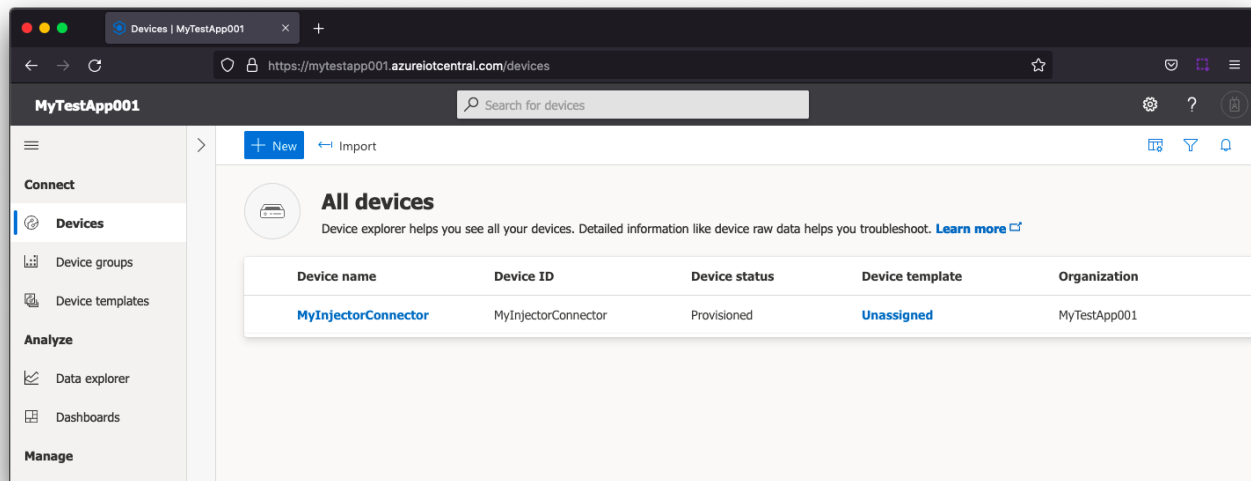 Devices | MyTestApp001
https://mytestapp001.azureiotcentral.com/devices
MyTestApp001
Search for devices
?
New
Import
Connect
Devices
Device groups
Device templates
Analyze
Data explorer
Dashboards
Manage
All devices
Device explorer helps you see all your devices. Detailed information like device raw data helps you troubleshoot. Learn more
Device name Device ID Device status Device template Organization
MyInjectorConnector MyInjectorConnector Provisioned Unassigned MyTestApp001